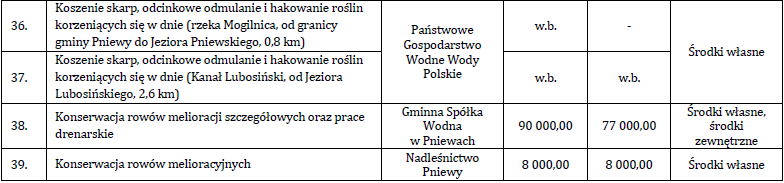 36.
Koszenie skarp, odcinkowe odmulanie i hakowanie roślin
korzeniących się w dnie (rzeka Mogilnica, od granicy
gminy Pniewy do Jeziora Pniewskiego, 0,8 km)
Państwowe
Gospodarstwo
Wodne Wody
Polskie
w.b.
-
Środki własne
37.
Koszenie skarp, odcinkowe odmulanie i hakowanie roślin
korzeniących się w dnie (Kanał Lubosiński, od Jeziora
Lubosińskiego, 2,6 km)
w.b.
w.b.
38.
Konserwacja rowów melioracji szczegółowych oraz prace
drenarskie
Gminna Spółka
Wodna
w Pniewach
90 000,00
77 000,00
Środki własne,
środki
zewnętrzne
39.
Konserwacja rowów melioracyjnych
Nadleśnictwo
Pniewy
8 000,00
8 000,00
Środki własne